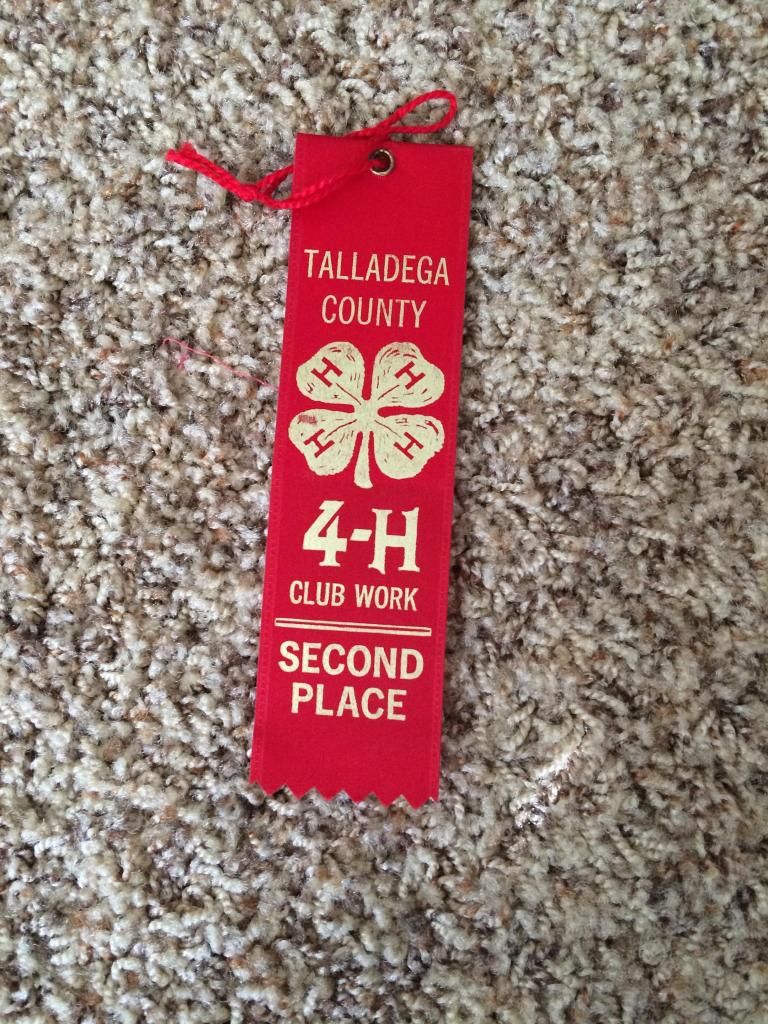 TALLADEGA
COUNTY
H H
H H
4-H
CLUB WORK
SECOND
PLACE